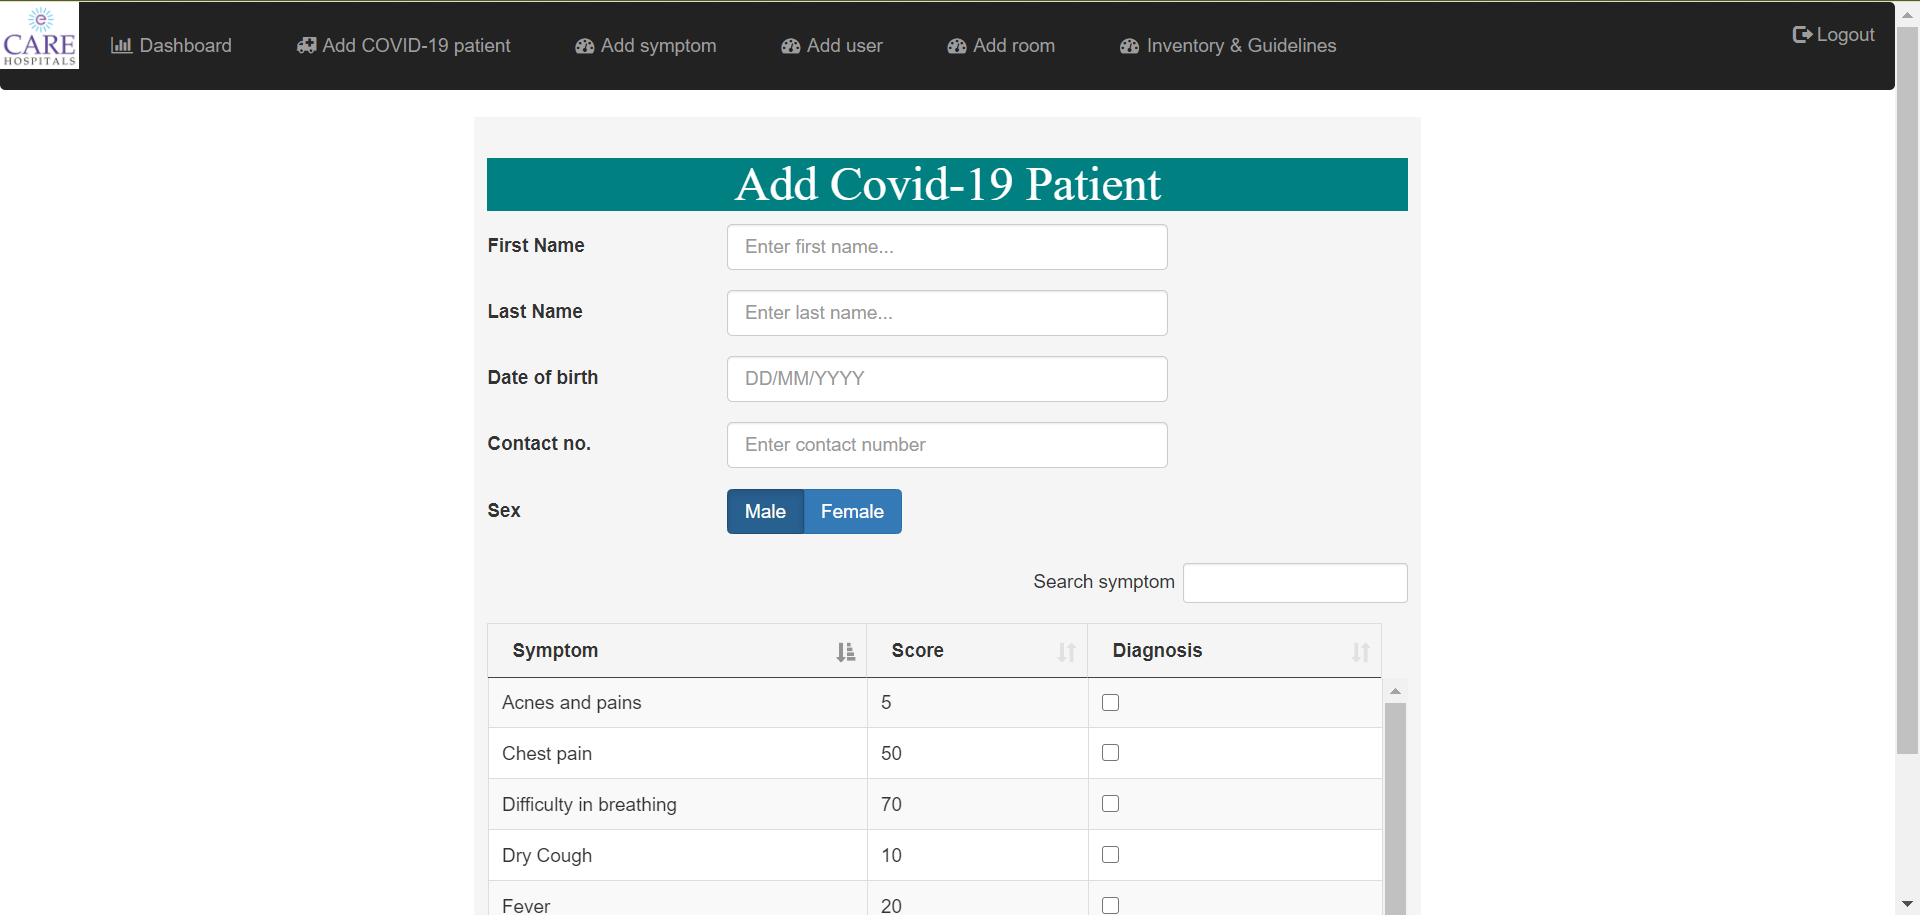 e
CARE
HOSPITALS
Dashboard
Add COVID-19 patient
Add symptom
Add user
Add room
Inventory & Guidelines
Logout
Add Covid-19 Patient
First Name
Enter first name...
Last Name
Enter last name...
Date of birth
DD/MM/YYYY
Contact no.
Enter contact number
Sex
Male Female
Search symptom
Symptom Score Diagnosis
Acnes and pains 5
Chest pain 50
Difficulty in breathing 70
Dry Cough 10
Fever 20